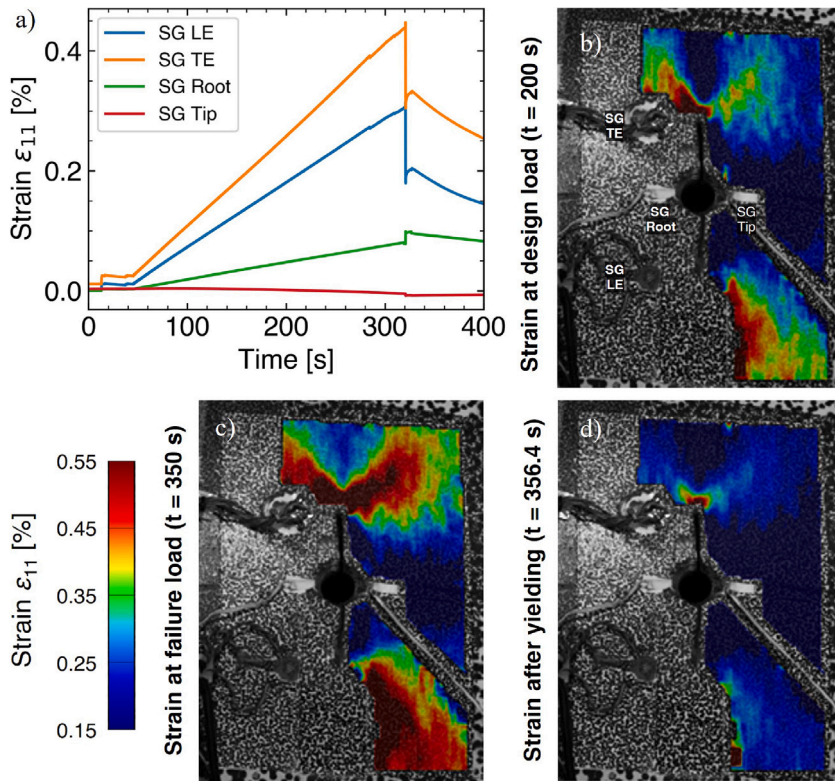 a)
Strain ε₁₁ [%]
0.4
0.2
0.0
SG LE
SG TE
SG Root
SG Tip
0
100
200
300
400
Time [s]
b)
Strain at design load (t = 200 s)
SG
TE
SG
Root
SG
Tip
SG
LE
Strain ε₁₁ [%]
0.55
0.45
0.35
0.25
0.15
c)
Strain at failure load (t = 350 s)
d)
Strain after yielding (t = 356.4 s)